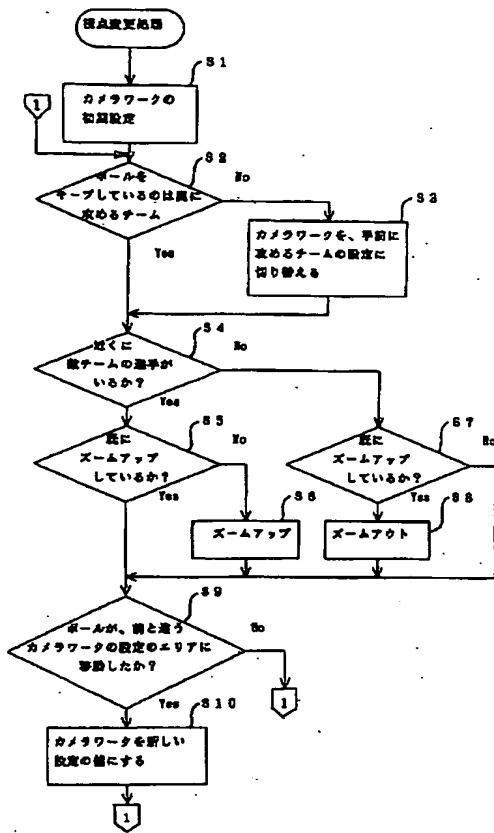 視点変更処理
S1
カメラワークの
初期設定
1
S2
ボールを
キープしているのは奥に
攻めるチーム
No
Yes
S3
カメラワークを、手前に
攻めるチームの設定に
切り替える
S4
近くに
敵チームの選手が
いるか?
No
Yes
S5
既に
ズームアップ
しているか?
No
Yes
S6
ズームアップ
S7
既に
ズームアップ
しているか?
No
Yes
S8
ズームアウト
S9
ボールが、前と違う
カメラワークの設定のエリアに
移動したか?
No
1
Yes
S10
カメラワークを新しい
設定の値にする
1